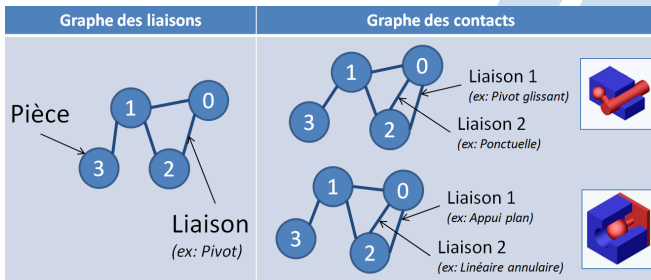 Graphe des liaisons
Graphe des contacts
Pièce
1
0
3
2
Liaison
(ex: Pivot)
1
0
3
2
Liaison 1
(ex: Pivot glissant)
Liaison 2
(ex: Ponctuelle)
1
0
3
2
Liaison 1
(ex: Appui plan)
Liaison 2
(ex: Linéaire annulaire)